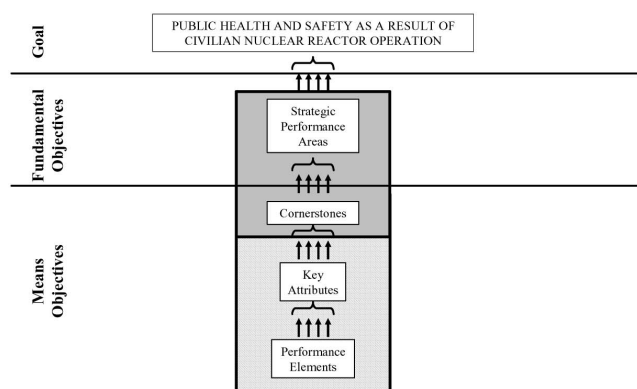 Goal
PUBLIC HEALTH AND SAFETY AS A RESULT OF
CIVILIAN NUCLEAR REACTOR OPERATION
Fundamental
Objectives
Strategic
Performance
Areas
Means
Objectives
Cornerstones
Key
Attributes
Performance
Elements